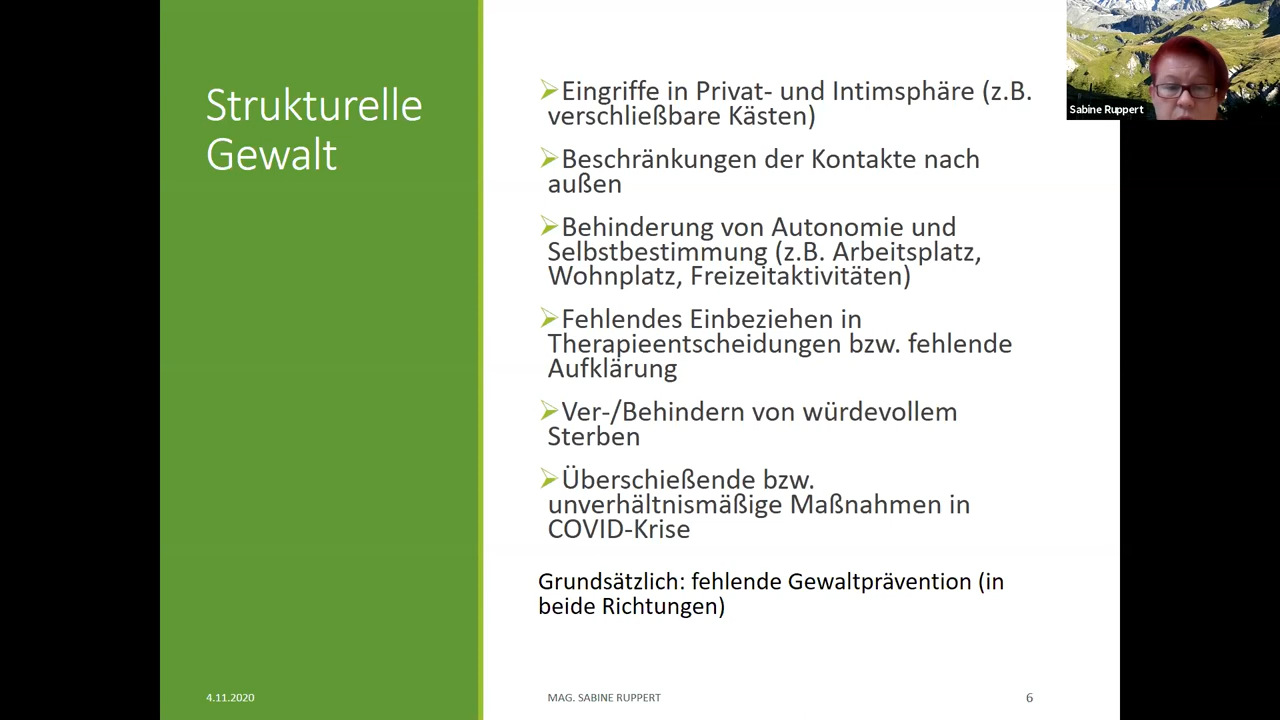 Strukturelle
Gewalt
➢Eingriffe in Privat- und Intimsphäre (z.B.
verschließbare Kästen)
➢Beschränkungen der Kontakte nach
außen
➢Behinderung von Autonomie und
Selbstbestimmung (z.B. Arbeitsplatz,
Wohnplatz, Freizeitaktivitäten)
➢Fehlendes Einbeziehen in
Therapieentscheidungen bzw. fehlende
Aufklärung
➢Ver-/Behindern von würdevollem
Sterben
➢Überschießende bzw.
unverhältnismäßige Maßnahmen in
COVID-Krise
Grundsätzlich: fehlende Gewaltprävention (in
beide Richtungen)
4.11.2020
MAG. SABINE RUPPERT
6
Sabine Ruppert